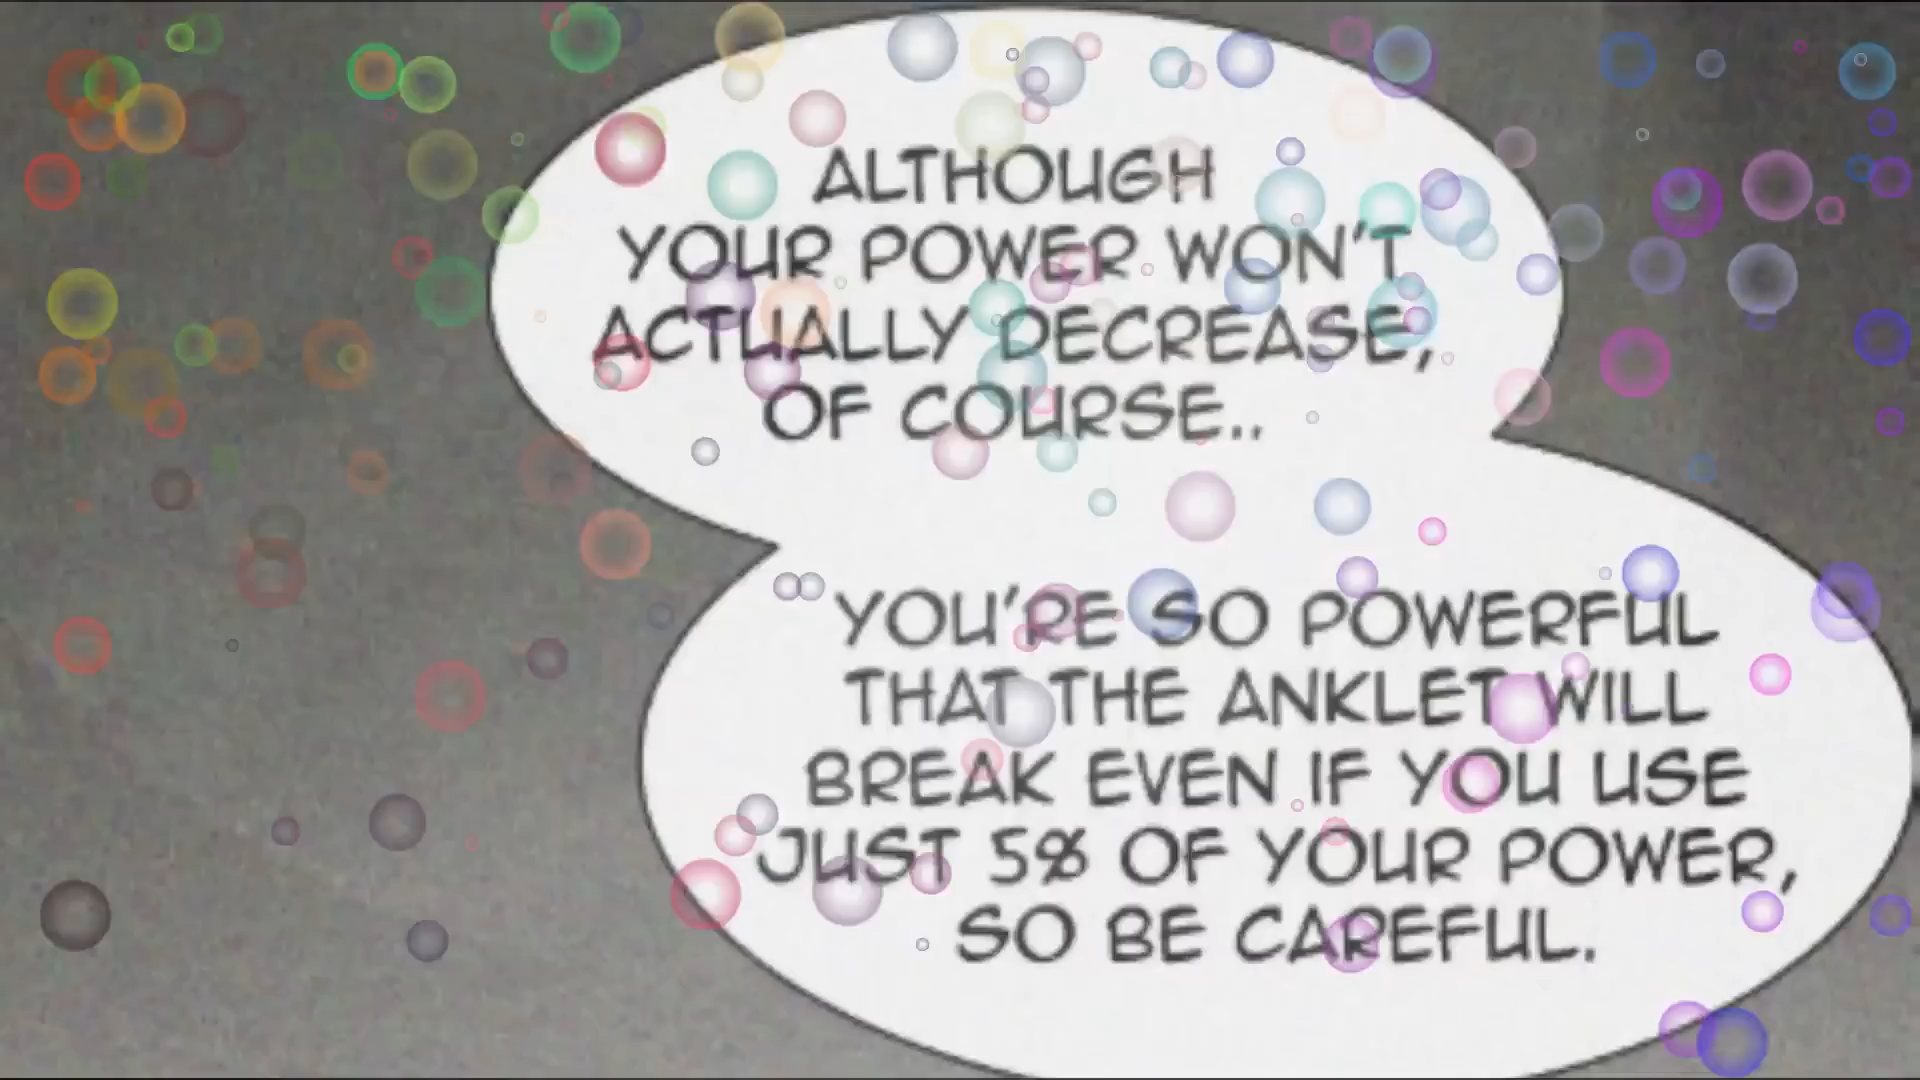 ALTHOUGH
YOUR POWER WON'T
ACTUALLY DECREASE,
OF COURSE..
YOU'RE SO POWERFUL
THAT THE ANKLET WILL
BREAK EVEN IF YOU USE
JUST 5% OF YOUR POWER,
SO BE CAREFUL.